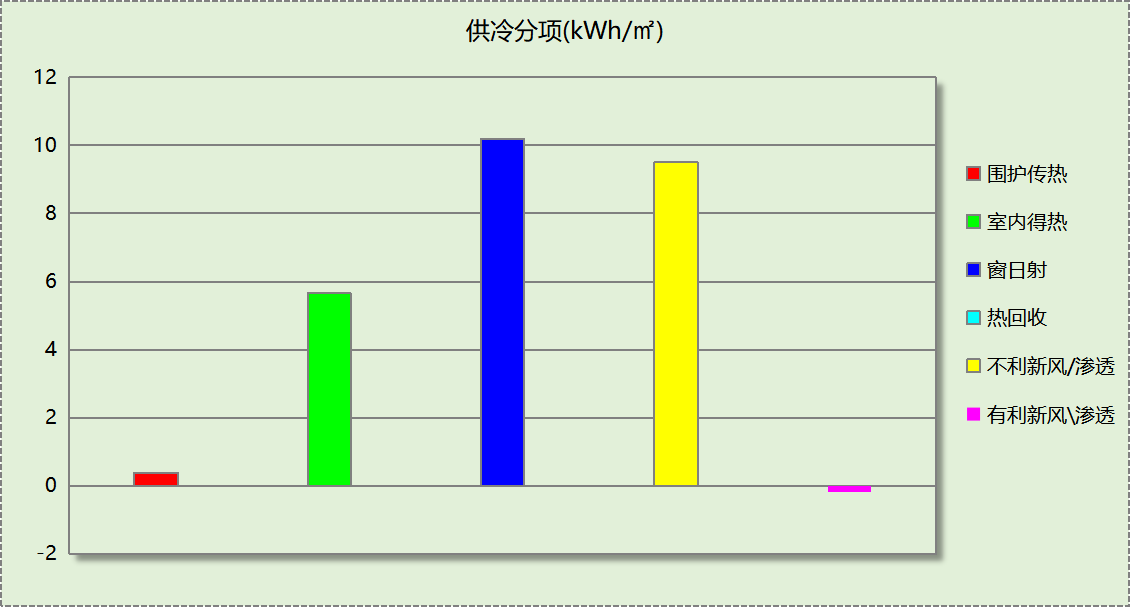 供冷分项(kWh/㎡)
12
10
8
6
4
2
0
-2
围护传热
室内得热
窗日射
热回收
不利新风/渗透
有利新风\渗透